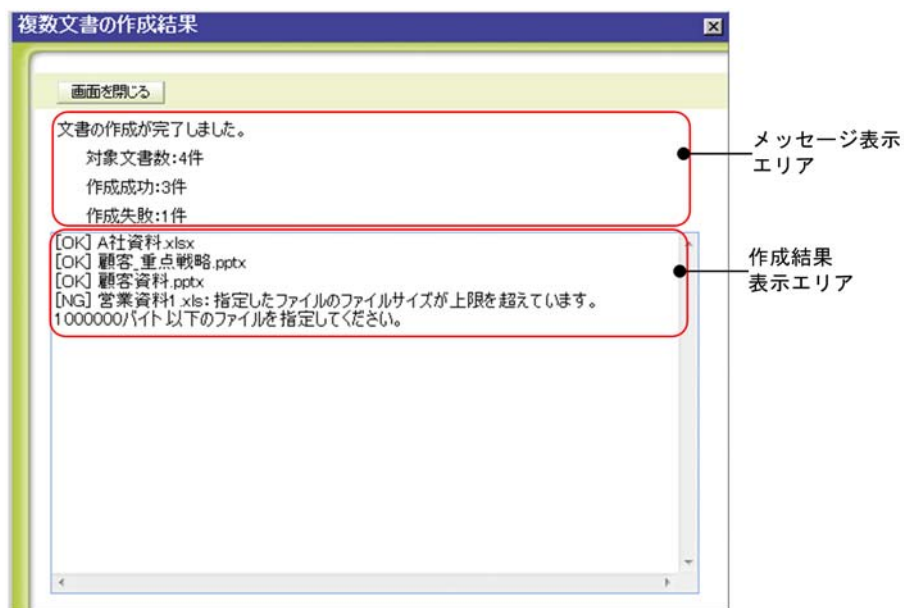 複数文書の作成結果
画面を閉じる
文書の作成が完了しました。
対象文書数:4件
作成成功:3件
作成失敗:1件
メッセージ表示
エリア
[OK] A社資料.xlsx
[OK] 顧客_重点戦略.pptx
[OK] 顧客資料.pptx
[NG] 営業資料1.xls: 指定したファイルのファイルサイズが上限を超えています。
1000000バイト以下のファイルを指定してください。
作成結果
表示エリア